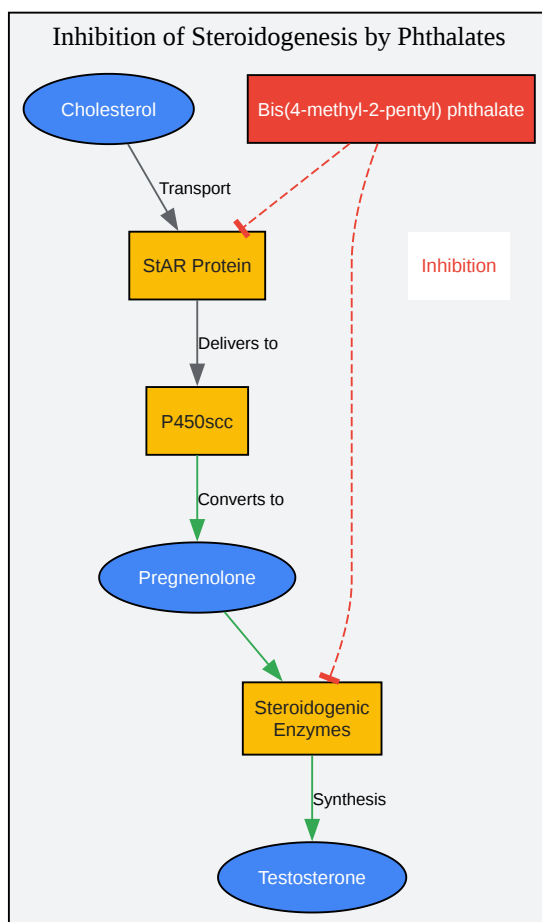 Inhibition of Steroidogenesis by Phthalates
Cholesterol
Bis(4-methyl-2-pentyl) phthalate
Transport
StAR Protein
Inhibition
Delivers to
P450scc
Converts to
Pregnenolone
Steroidogenic
Enzymes
Synthesis
Testosterone